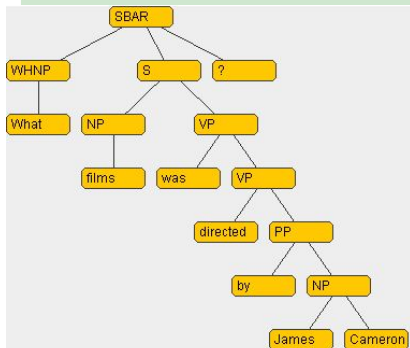 SBAR
WHNP S ?
What NP VP
films was VP
directed PP
by NP
James Cameron